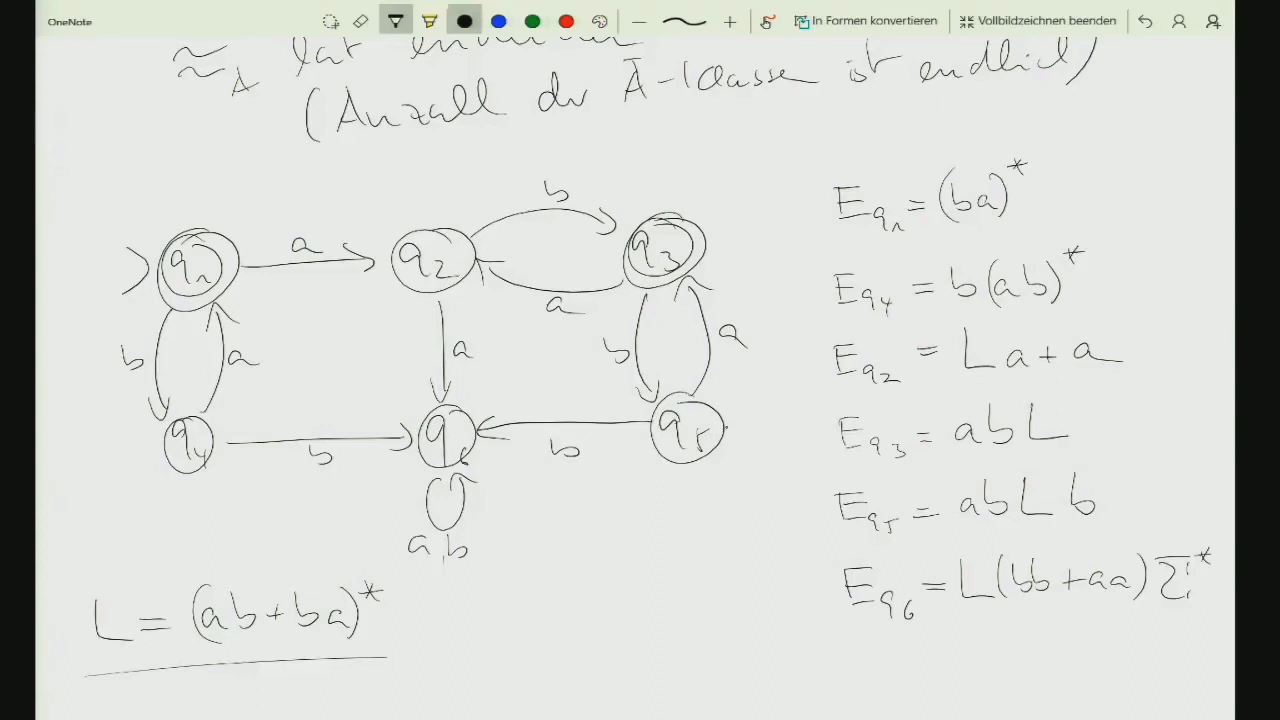 OneNote
In Formen konvertieren
Vollbildzeichnen beenden
≈A hat
(Anzahl der A-Klasse ist endlich)
b
q1 a q2 q3
a
b a a b a
q4 b q6 b q5
a,b
L = (ab+ba)*
Eq1 = (ba)*
Eq4 = b(ab)*
Eq2 = La + a
Eq3 = abL
Eq5 = abLb
Eq6 = L(bb+aa)Σ*